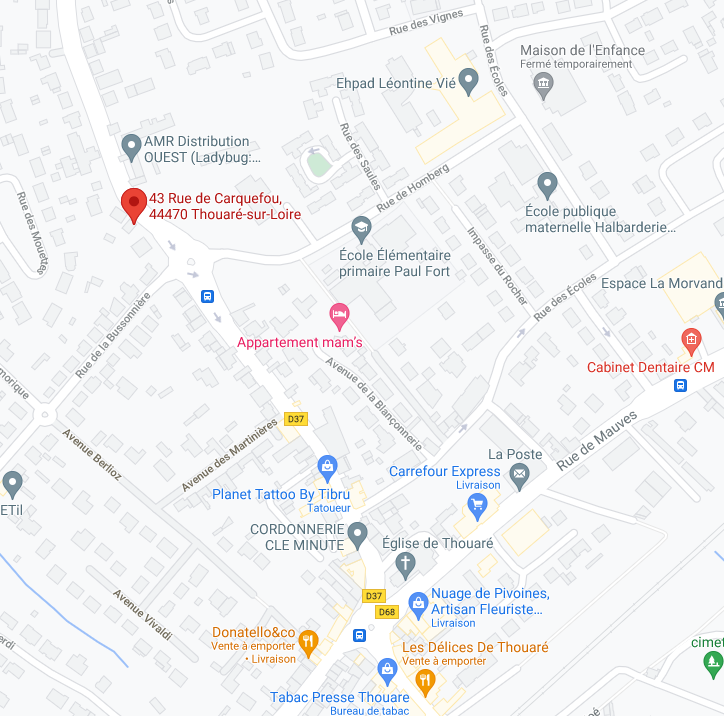 Rue des Vignes
Rue des Écoles
Maison de l'Enfance
Fermé temporairement
Ehpad Léontine Vié
AMR Distribution
OUEST (Ladybug:...
Rue des Saules
Rue de Homberg
43 Rue de Carquefou,
44470 Thouaré-sur-Loire
École publique
maternelle Halbarderie...
Rue des Mouettes
École Élémentaire
primaire Paul Fort
Impasse du Rocher
Rue des Écoles
Espace La Morvand
Rue de la Bussonnière
Appartement mam's
Cabinet Dentaire CM
Avenue de la Blançonnerie
morique
D37
Rue de Mauves
Avenue Berlioz
Avenue des Martinières
La Poste
Carrefour Express
Livraison
ETil
Planet Tattoo By Tibru
Tatoueur
CORDONNERIE
CLE MINUTE
Église de Thouaré
Avenue Vivaldi
D37
D68
Nuage de Pivoines,
Artisan Fleuriste...
Livraison
erdi
Donatello&co
Vente à emporter
• Livraison
Les Délices De Thouaré
Vente à emporter
cimet
Tabac Presse Thouare
Bureau de tabac